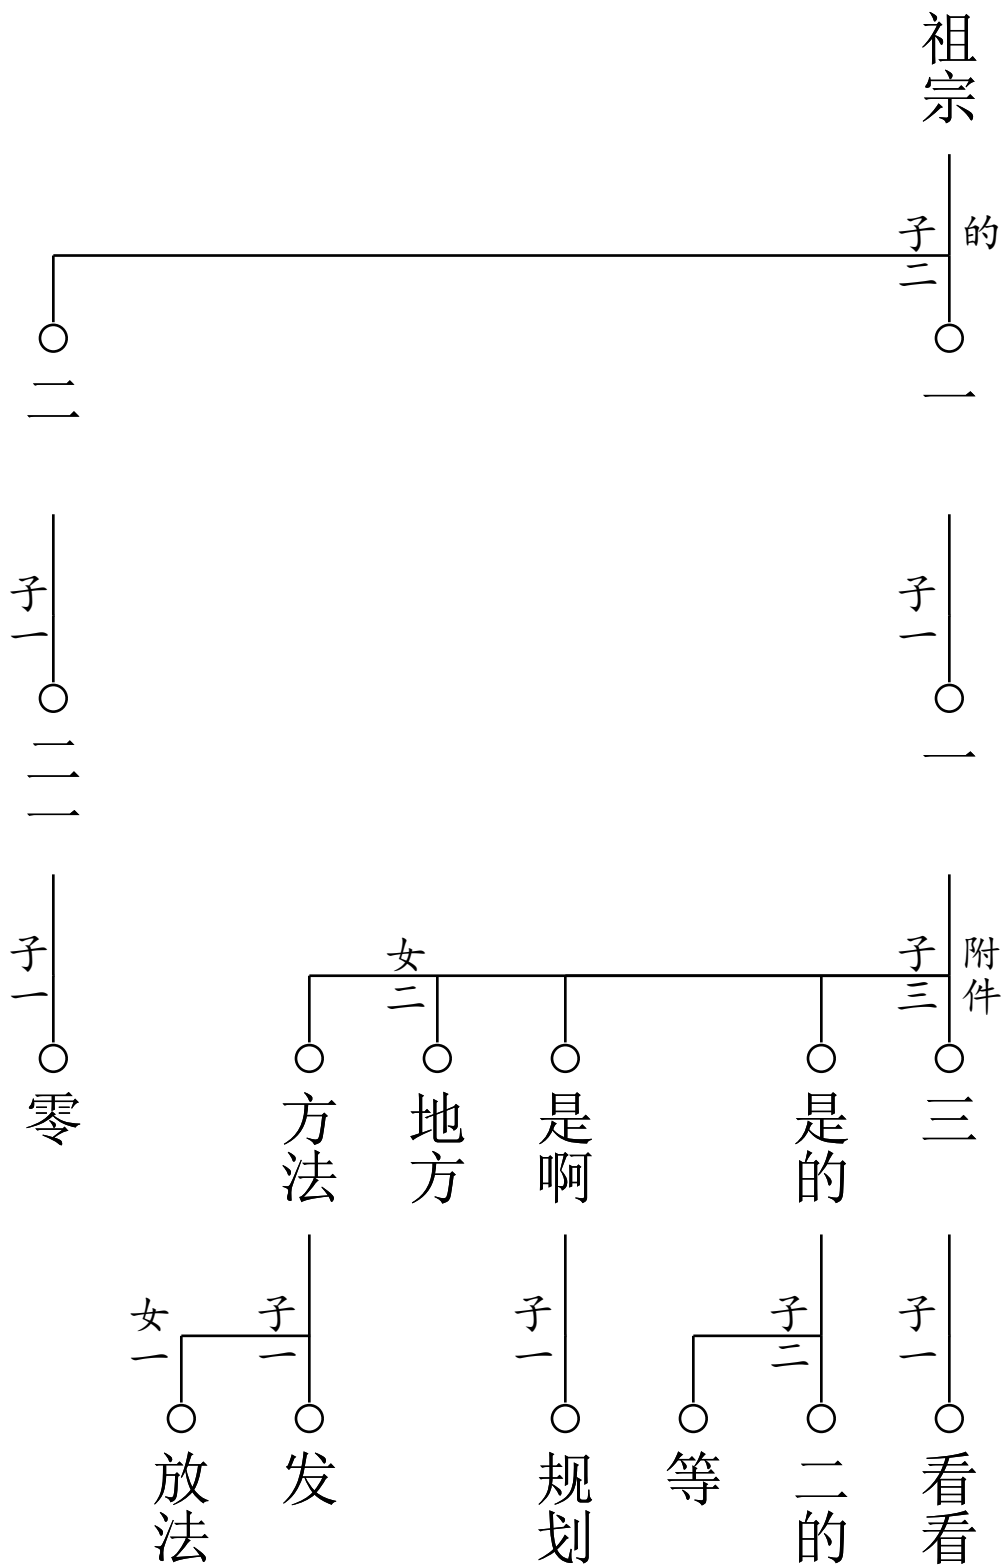 祖宗
的
子二
一
二
子一
一
子一
二一
附件
子三
三
是的
是啊
女二
地方
方法
子一
零
子一
看看
子二
二的
等
子一
规划
子一
发
女一
放法